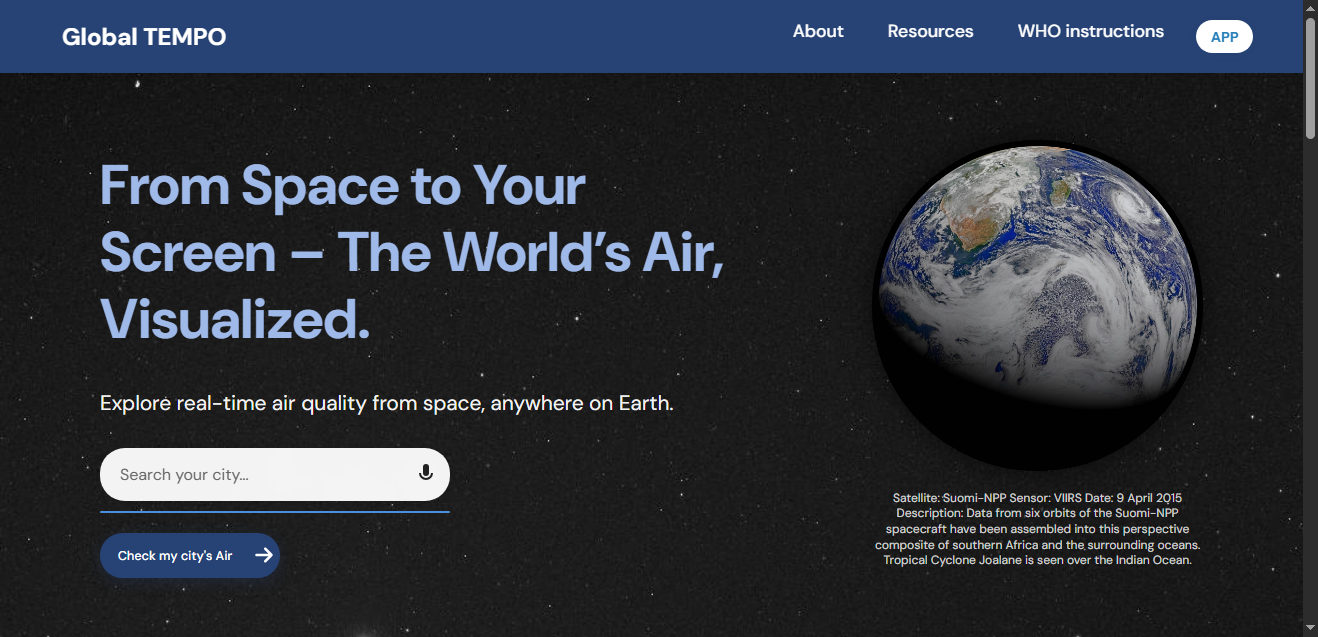 Global TEMPO
About
Resources
WHO instructions
APP
From Space to Your
Screen – The World’s Air,
Visualized.
Explore real-time air quality from space, anywhere on Earth.
Search your city...
Check my city's Air
Satellite: Suomi-NPP Sensor: VIIRS Date: 9 April 2015
Description: Data from six orbits of the Suomi-NPP
spacecraft have been assembled into this perspective
composite of southern Africa and the surrounding oceans.
Tropical Cyclone Joalane is seen over the Indian Ocean.